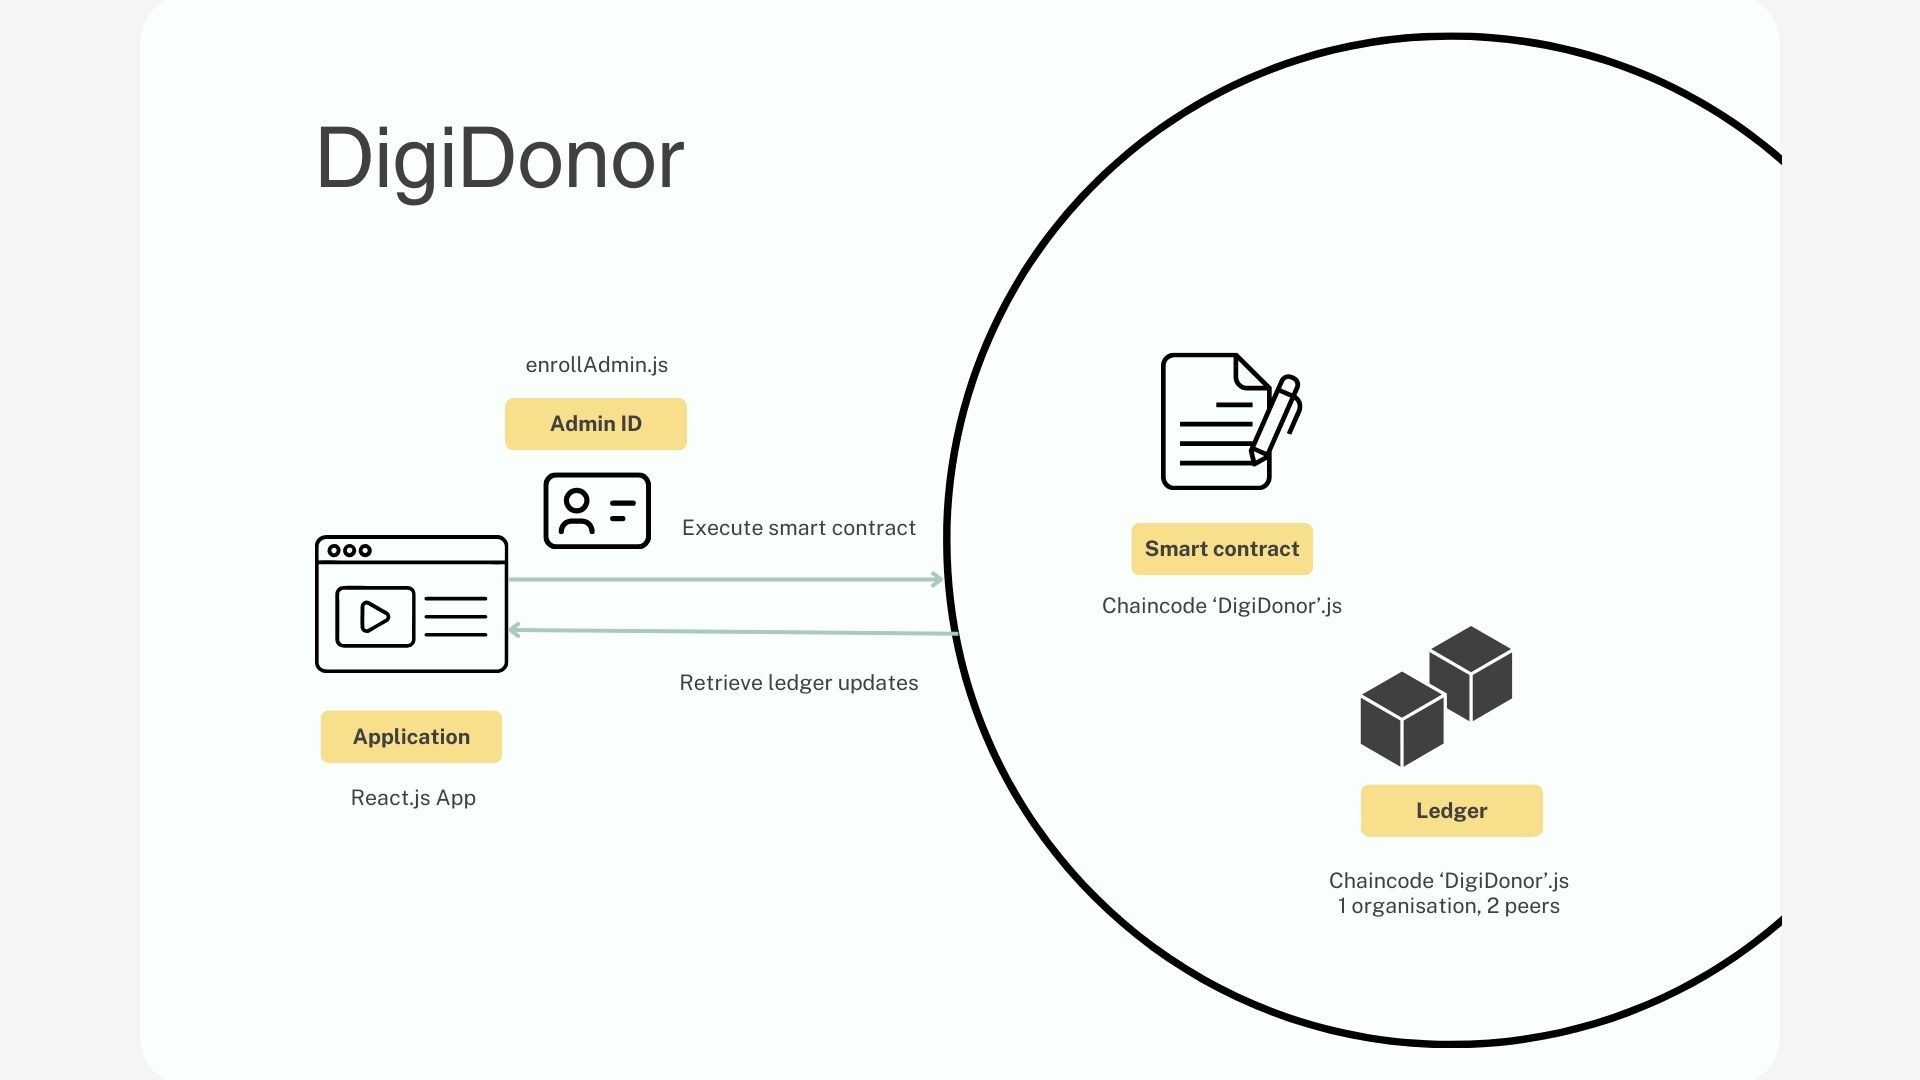 DigiDonor
enrollAdmin.js
Admin ID
Execute smart contract
Retrieve ledger updates
Application
React.js App
Smart contract
Chaincode ‘DigiDonor’.js
Ledger
Chaincode ‘DigiDonor’.js
1 organisation, 2 peers